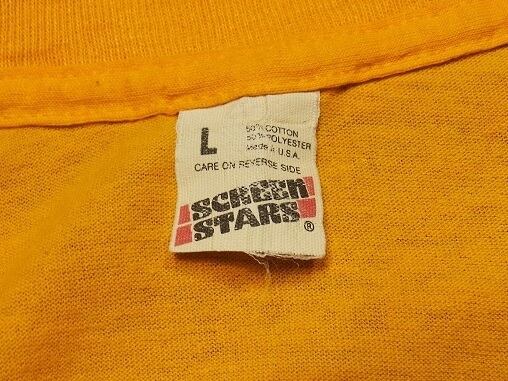 L
50% COTTON
50% POLYESTER
Made in U.S.A.
CARE ON REVERSE SIDE
SCREEN
STARS®